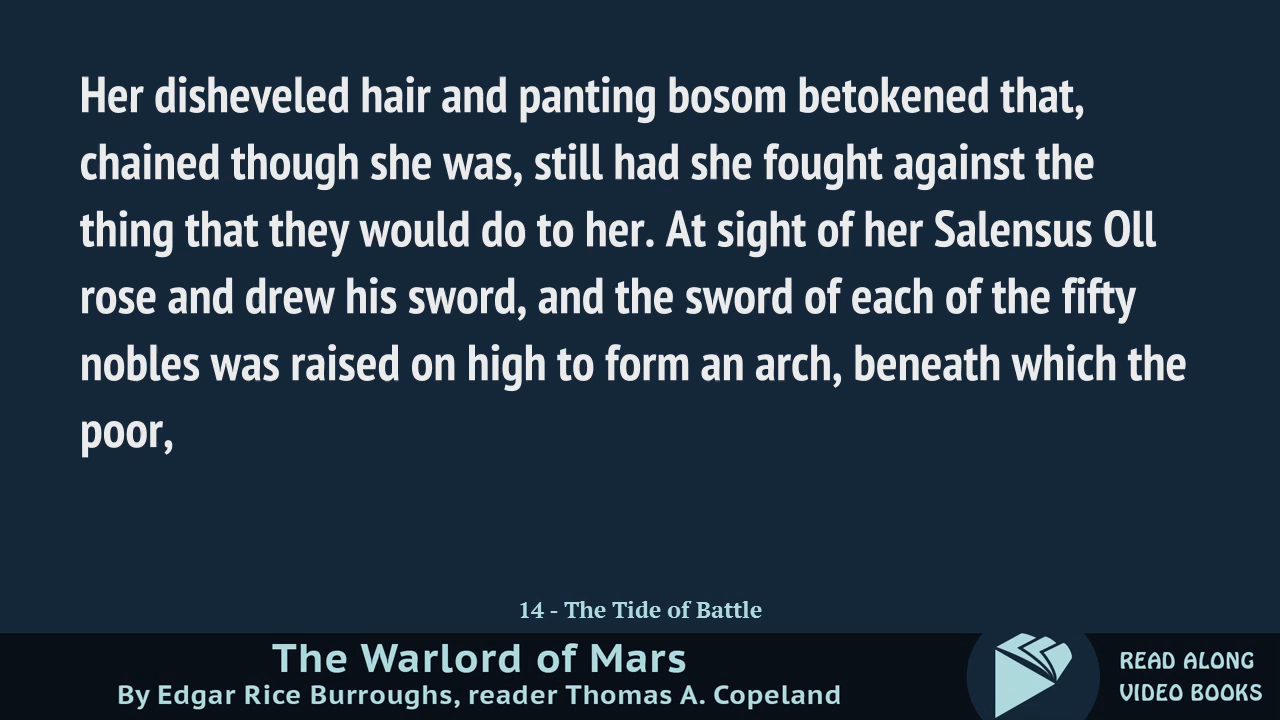 Her disheveled hair and panting bosom betokened that,
chained though she was, still had she fought against the
thing that they would do to her. At sight of her Salensus Oll
rose and drew his sword, and the sword of each of the fifty
nobles was raised on high to form an arch, beneath which the
poor,
14 - The Tide of Battle
The Warlord of Mars
By Edgar Rice Burroughs, reader Thomas A. Copeland
READ ALONG
VIDEO BOOKS